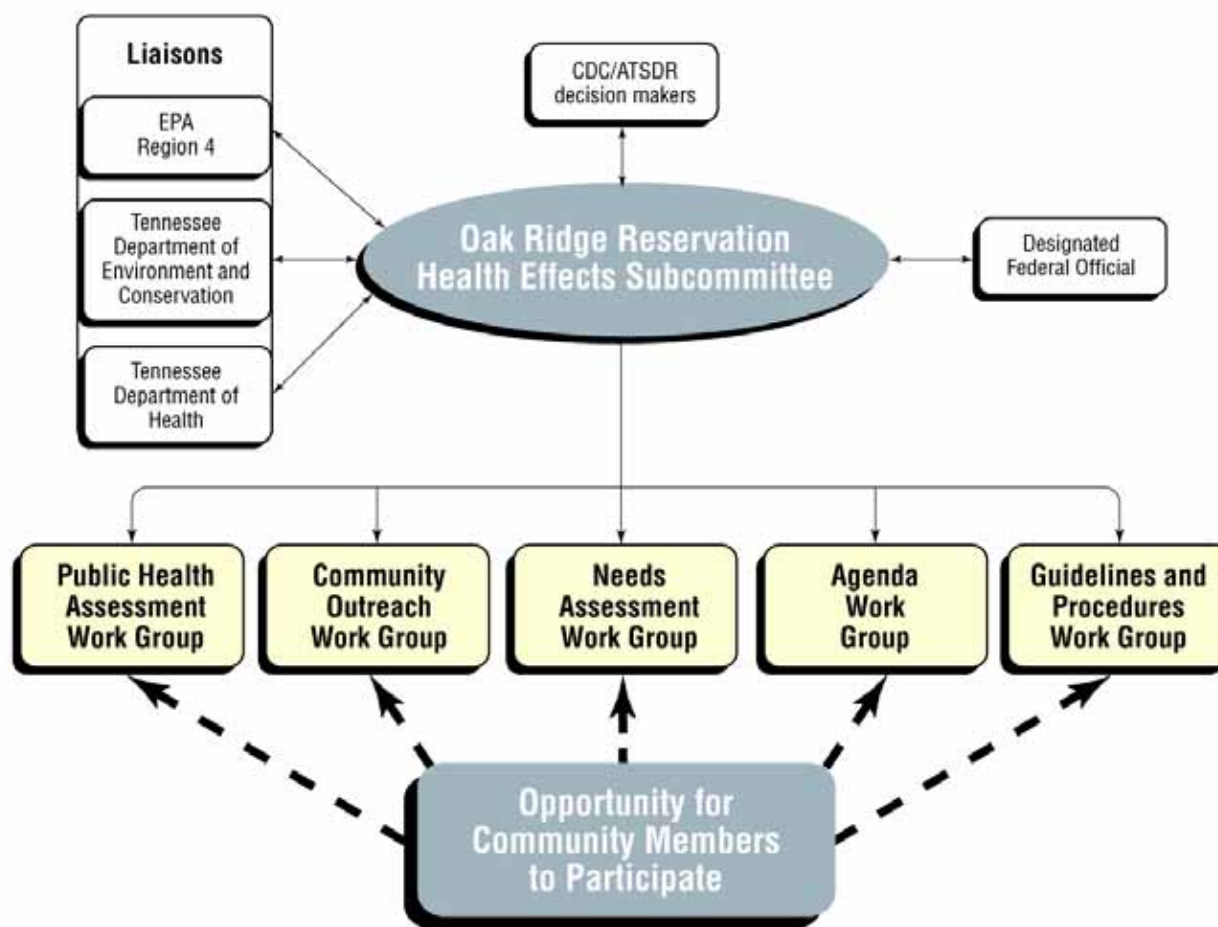 Liaisons
EPA
Region 4
Tennessee
Department of
Environment and
Conservation
Tennessee
Department of
Health
CDC/ATSDR
decision makers
Oak Ridge Reservation
Health Effects Subcommittee
Designated
Federal Official
Public Health
Assessment
Work Group
Community
Outreach
Work Group
Needs
Assessment
Work Group
Agenda
Work
Group
Guidelines and
Procedures
Work Group
Opportunity for
Community Members
to Participate